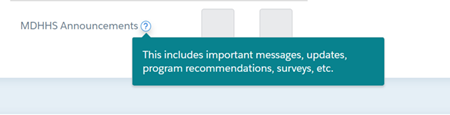 MDHHS Announcements ?
This includes important messages, updates,
program recommendations, surveys, etc.